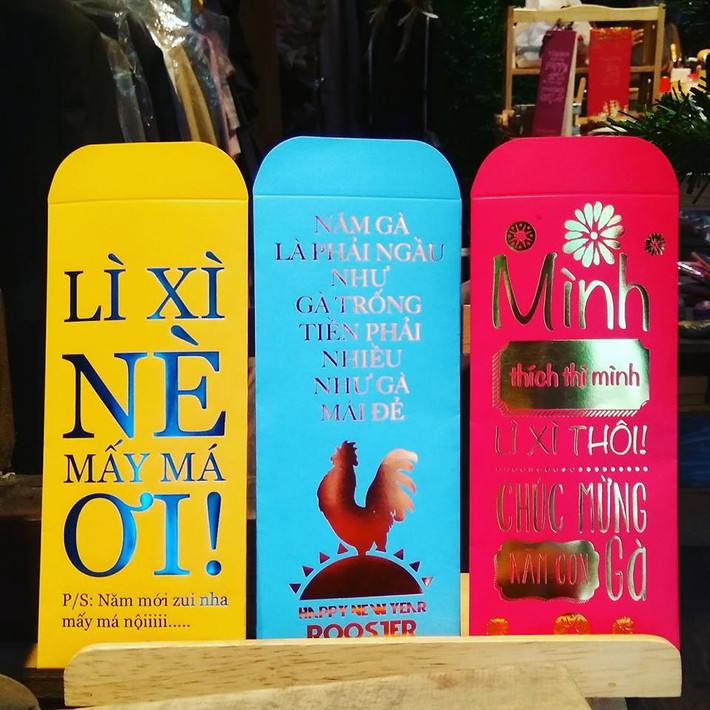 LÌ XÌ
NÈ
MẤY MÁ
ƠI!
P/S: Năm mới zui nha
mấy má nộiiiii.....
NĂM GÀ
LÀ PHẢI NGẦU
NHƯ
GÀ TRỐNG
TIỀN PHẢI
NHIỀU
NHƯ GÀ
MÁI ĐẺ
HAPPY NEW YEAR
ROOSTER
Mình
thích thì mình
LÌ XÌ THÔI!
CHÚC MỪNG
NĂM CON
Gà